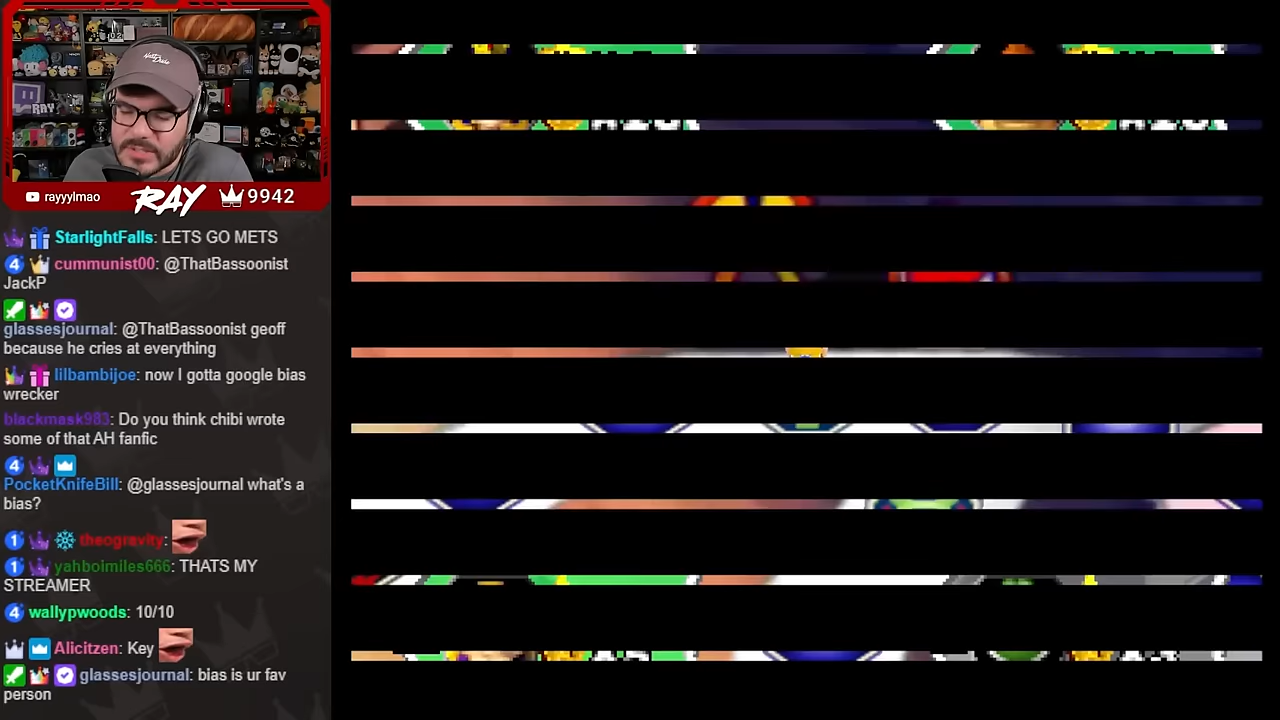 rayyylmao RAY 9942
StarlightFalls: LETS GO METS
cummunist00: @ThatBassoonist
JackP
glassesjournal: @ThatBassoonist geoff
because he cries at everything
lilbambijoe: now I gotta google bias
wrecker
blackmask983: Do you think chibi wrote
some of that AH fanfic
4
PocketKnifeBill: @glassesjournal what's a
bias?
1 theogravity:
1 yahboimiles666: THATS MY
STREAMER
4 wallypwoods: 10/10
Alicitzen: Key
glassesjournal: bias is ur fav
person